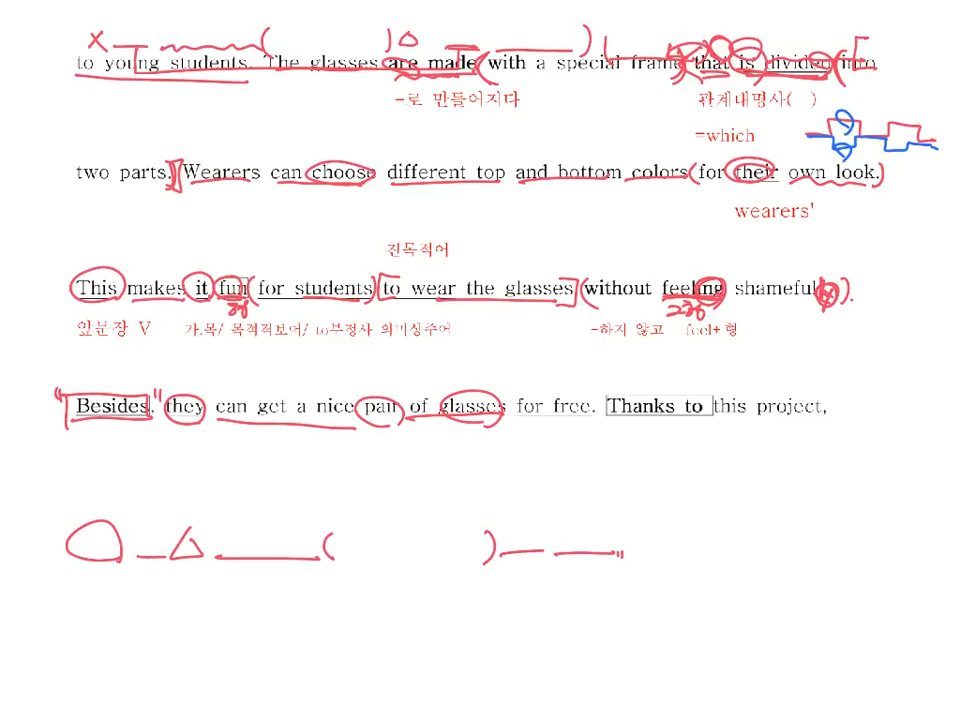 to young students. The glasses are made with a special frame that is divided into
-로 만들어지다 관계대명사( )
=which
two parts. Wearers can choose different top and bottom colors for their own look.
wearers'
진목적어
This makes it fun for students to wear the glasses without feeling shameful.
앞문장 V 가.목/ 목적격보어/ to부정사 의미상주어 -하지 않고 feel+형
Besides, they can get a nice pair of glasses for free. Thanks to this project,